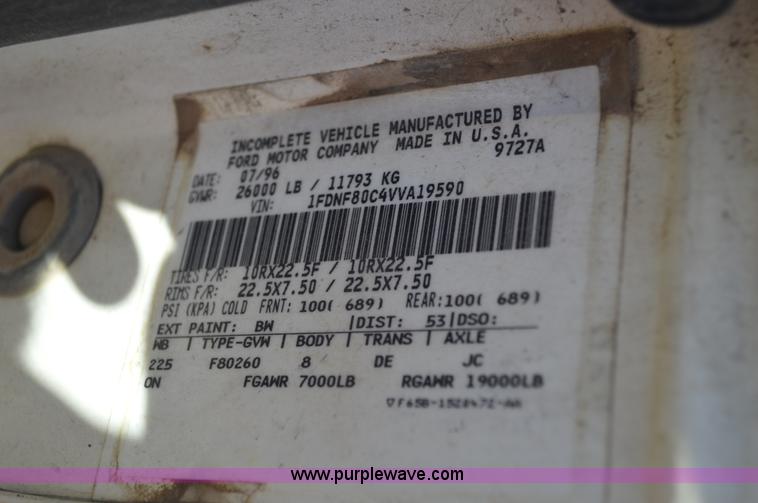 INCOMPLETE VEHICLE MANUFACTURED BY
FORD MOTOR COMPANY MADE IN U.S.A.
DATE: 07/96 9727A
GVWR: 26000 LB / 11793 KG
VIN: 1FDNF80C4VVA19590
TIRES F/R: 10RX22.5F / 10RX22.5F
RIMS F/R: 22.5X7.50 / 22.5X7.50
PSI (KPA) COLD FRNT: 100( 689) REAR:100( 689)
EXT PAINT: BW |DIST: 53|DSO:
WB | TYPE-GVW | BODY | TRANS | AXLE
225 F80260 8 DE JC
ON FGAWR 7000LB RGAWR 19000LB
www.purplewave.com